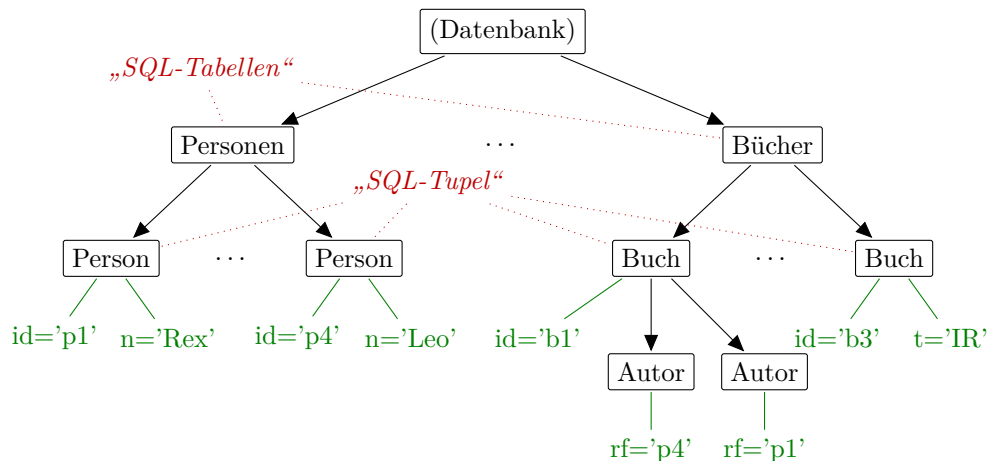 (Datenbank)
„SQL-Tabellen“
Personen ... Bücher
„SQL-Tupel“
Person ... Person Buch ... Buch
id='p1' n='Rex' id='p4' n='Leo' id='b1' id='b3' t='IR'
Autor Autor
rf='p4' rf='p1'